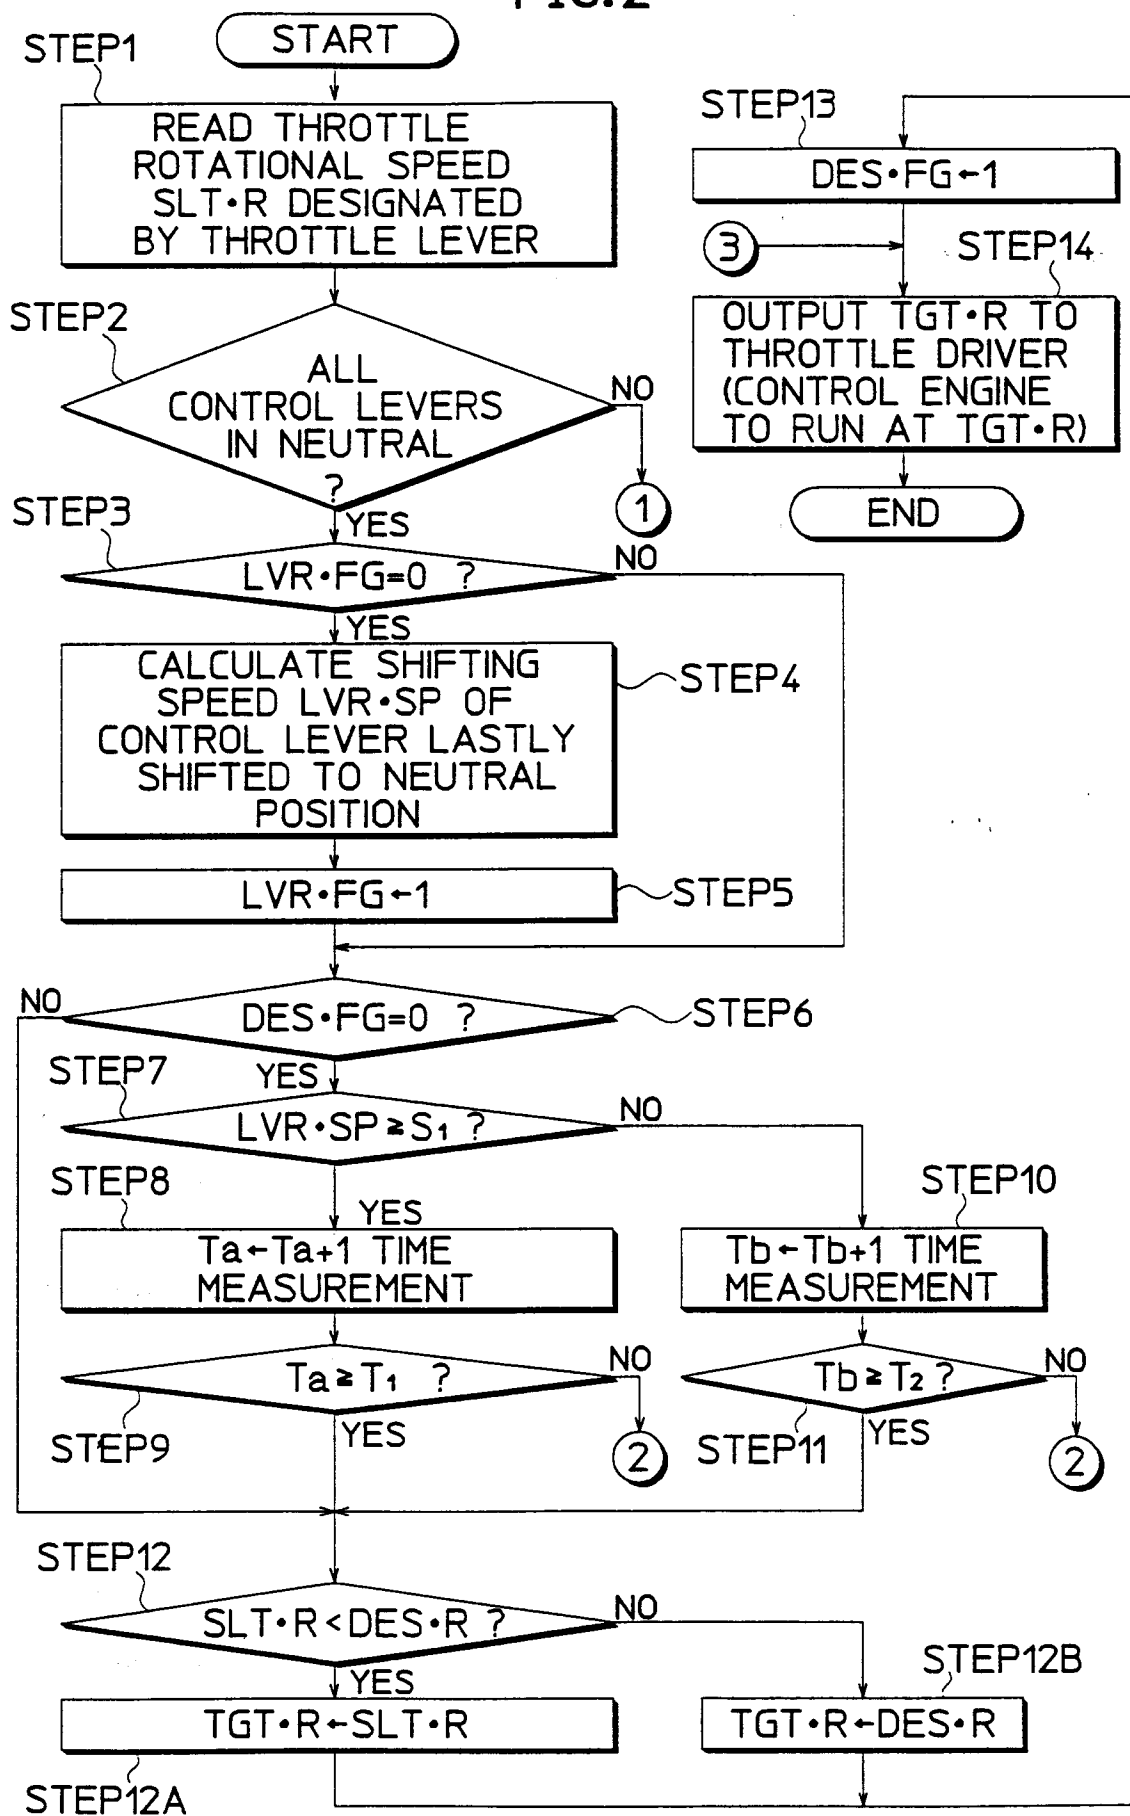 FIG.2
START
STEP1
READ THROTTLE
ROTATIONAL SPEED
SLT•R DESIGNATED
BY THROTTLE LEVER
STEP2
ALL
CONTROL LEVERS
IN NEUTRAL
?
NO
1
YES
STEP3
LVR•FG=0 ?
NO
YES
CALCULATE SHIFTING
SPEED LVR•SP OF
CONTROL LEVER LASTLY
SHIFTED TO NEUTRAL
POSITION
STEP4
LVR•FG←1
STEP5
NO
DES•FG=0 ?
STEP6
YES
STEP7
LVR•SP≧S1 ?
NO
STEP8
YES
Ta←Ta+1 TIME
MEASUREMENT
STEP10
Tb←Tb+1 TIME
MEASUREMENT
Ta≧T1 ?
NO
STEP9
YES
2
Tb≧T2 ?
NO
STEP11
YES
2
STEP12
SLT•R<DES•R ?
NO
YES
TGT•R←SLT•R
STEP12A
STEP12B
TGT•R←DES•R
STEP13
DES•FG←1
3
STEP14
OUTPUT TGT•R TO
THROTTLE DRIVER
(CONTROL ENGINE
TO RUN AT TGT•R)
END